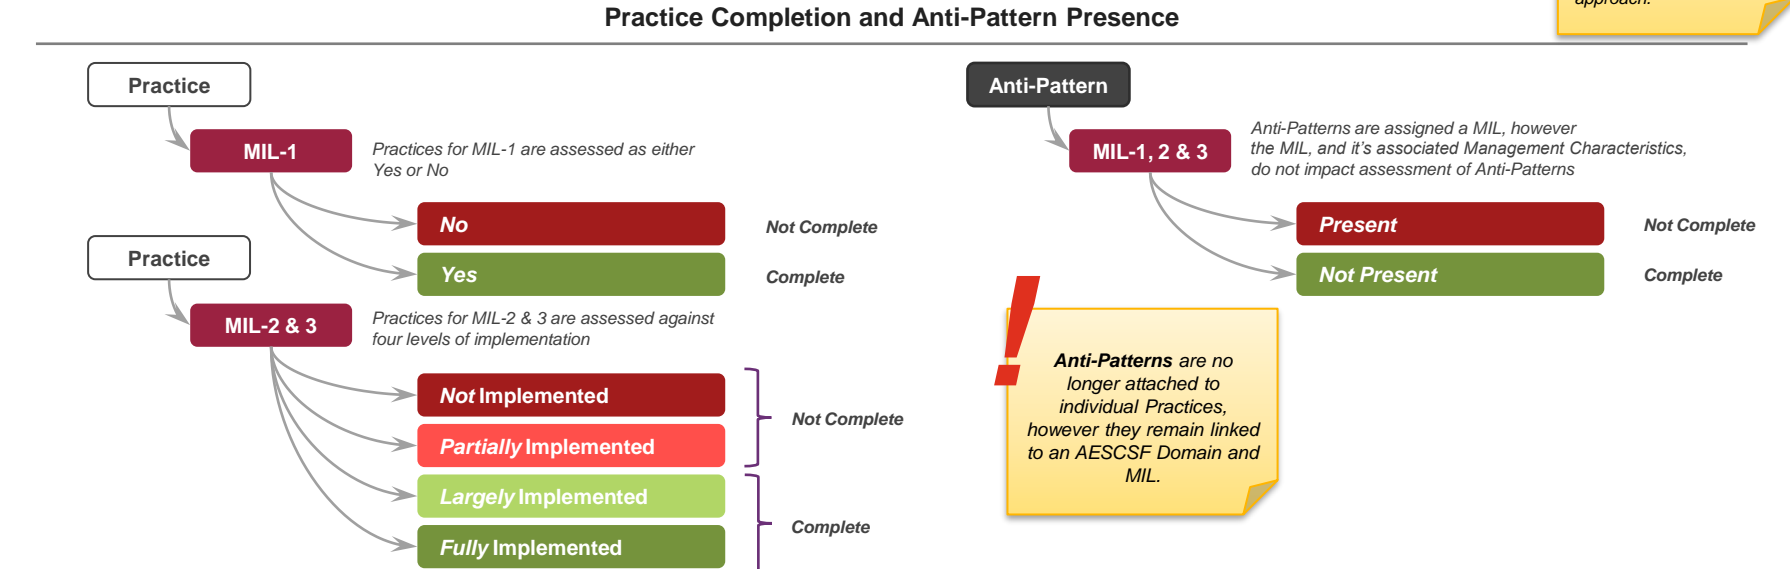 approach.
Practice Completion and Anti-Pattern Presence
Practice
MIL-1
Practices for MIL-1 are assessed as either
Yes or No
No
Not Complete
Yes
Complete
Practice
MIL-2 & 3
Practices for MIL-2 & 3 are assessed against
four levels of implementation
Not Implemented
Partially Implemented
Not Complete
Largely Implemented
Fully Implemented
Complete
Anti-Pattern
MIL-1, 2 & 3
Anti-Patterns are assigned a MIL, however
the MIL, and it's associated Management Characteristics,
do not impact assessment of Anti-Patterns
Present
Not Complete
Not Present
Complete
!
Anti-Patterns are no
longer attached to
individual Practices,
however they remain linked
to an AESCSF Domain and
MIL.